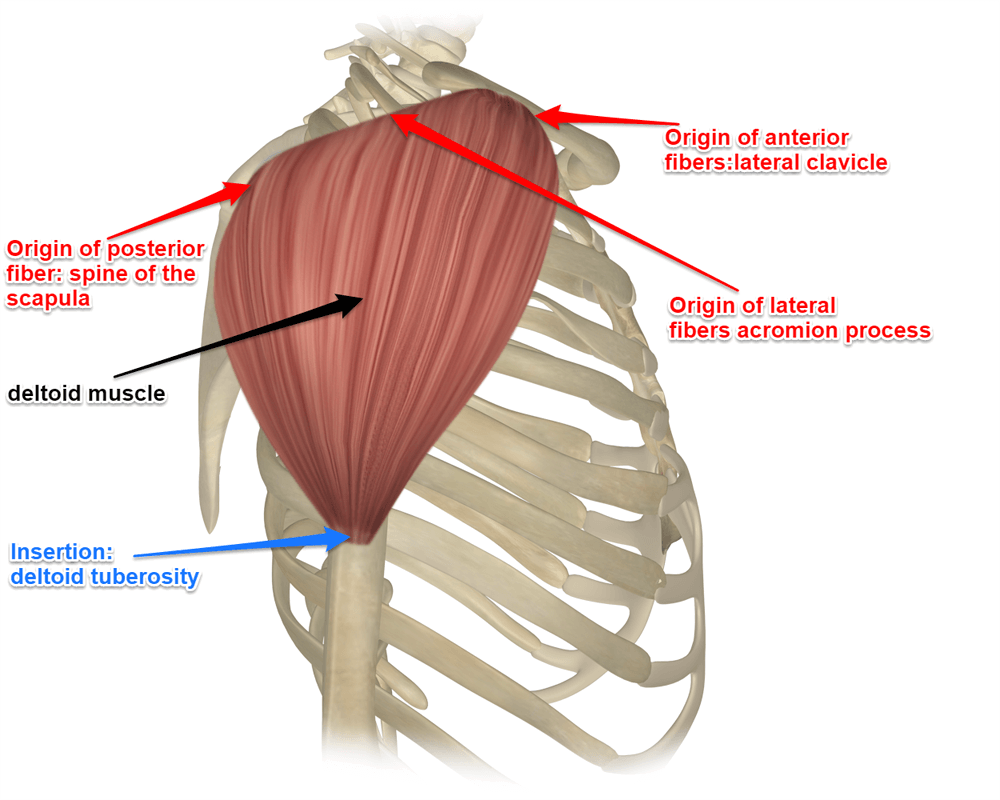 Origin of anterior
fibers:lateral clavicle
Origin of posterior
fiber: spine of the
scapula
Origin of lateral
fibers acromion process
deltoid muscle
Insertion:
deltoid tuberosity